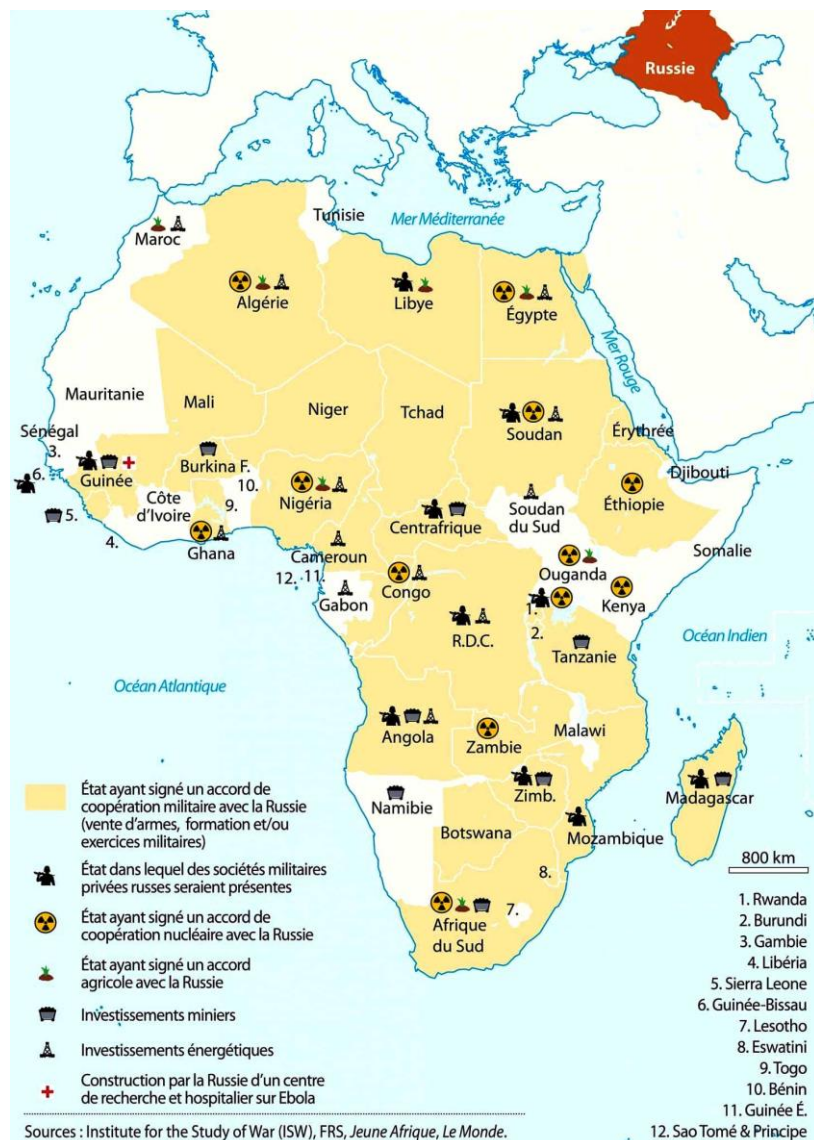 Russie
Tunisie
Mer Méditerranée
Maroc
Algérie
Libye
Égypte
Mer Rouge
Mauritanie
Mali
Niger
Tchad
Soudan
Érythrée
Sénégal
3.
6.
Guinée
Burkina F.
10.
Nigéria
Djibouti
5.
Côte
d'Ivoire
9.
Centrafrique
Soudan
du Sud
Éthiopie
4.
Ghana
Cameroun
Somalie
12.
11.
Gabon
Congo
Ouganda
Kenya
1.
R.D.C.
2.
Tanzanie
Océan Indien
Océan Atlantique
Angola
Zambie
Malawi
Namibie
Zimb.
Madagascar
Botswana
Mozambique
8.
7.
Afrique
du Sud
800 km
État ayant signé un accord de
coopération militaire avec la Russie
(vente d'armes, formation et/ou
exercices militaires)
État dans lequel des sociétés militaires
privées russes seraient présentes
État ayant signé un accord de
coopération nucléaire avec la Russie
État ayant signé un accord
agricole avec la Russie
Investissements miniers
Investissements énergétiques
Construction par la Russie d'un centre
de recherche et hospitalier sur Ebola
1. Rwanda
2. Burundi
3. Gambie
4. Libéria
5. Sierra Leone
6. Guinée-Bissau
7. Lesotho
8. Eswatini
9. Togo
10. Bénin
11. Guinée É.
12. Sao Tomé & Principe
Sources : Institute for the Study of War (ISW), FRS, Jeune Afrique, Le Monde.